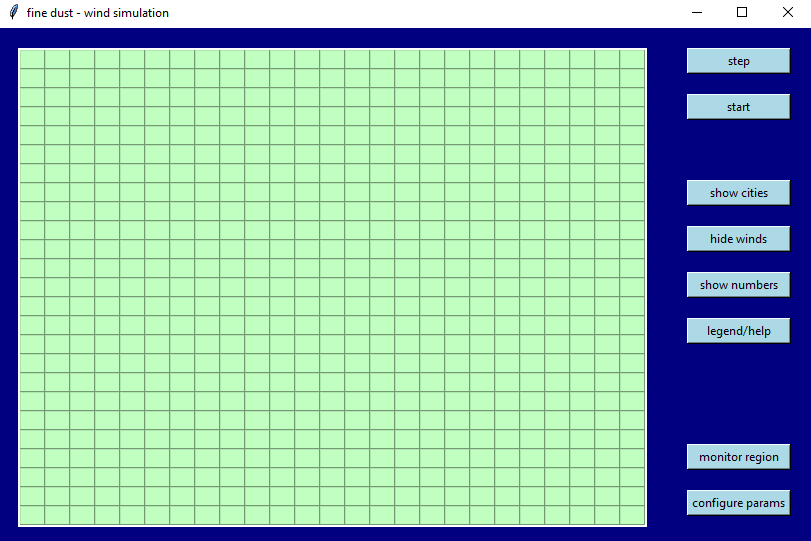 fine dust - wind simulation
step
start
show cities
hide winds
show numbers
legend/help
monitor region
configure params